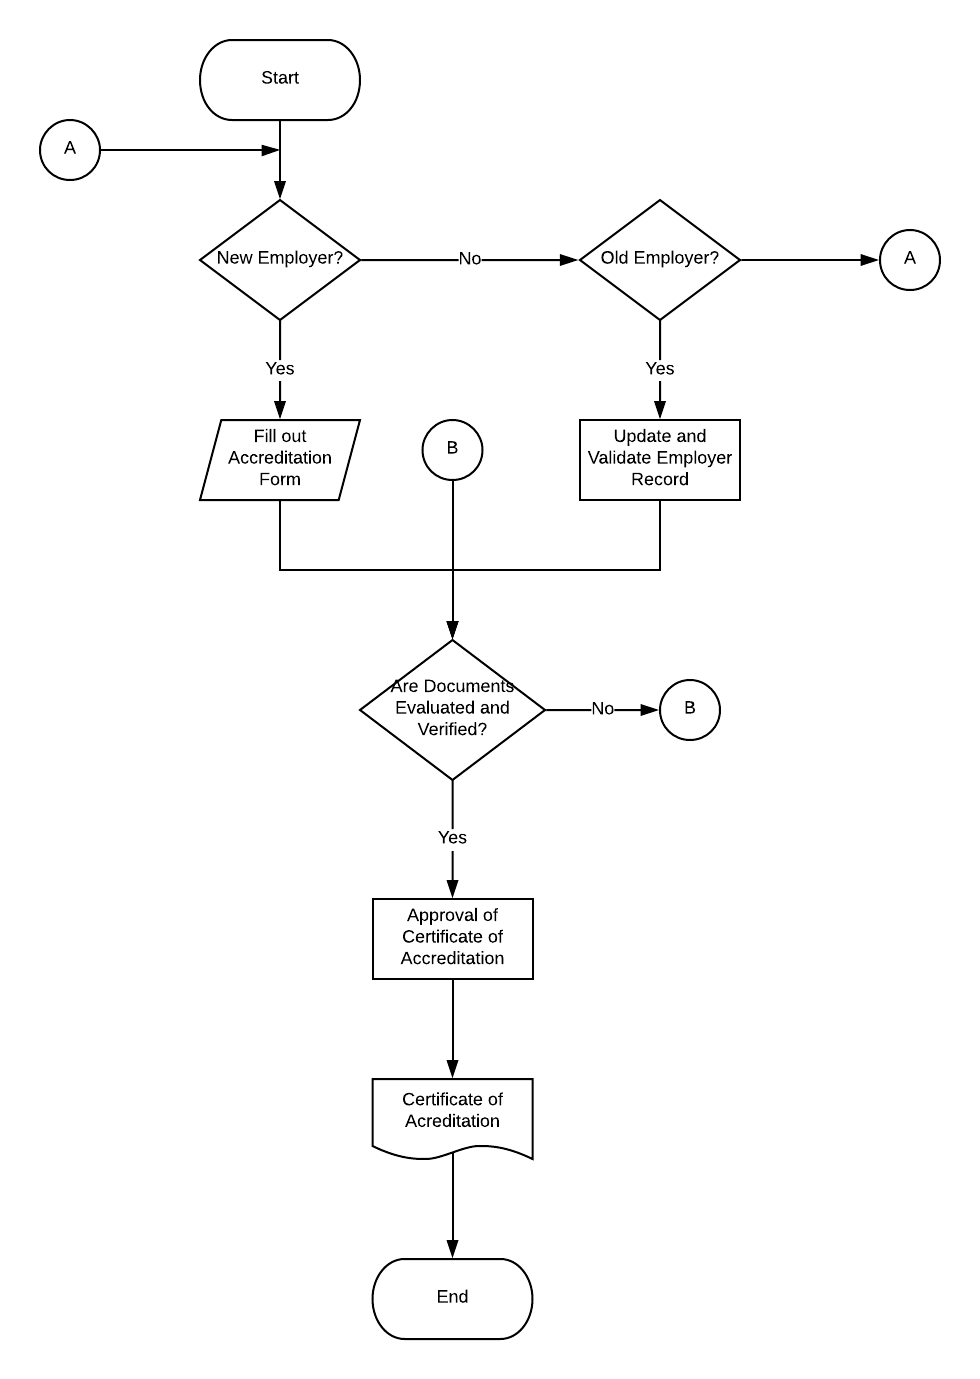 Start
A
New Employer?
No
Old Employer?
A
Yes
Yes
Fill out
Accreditation
Form
B
Update and
Validate Employer
Record
Are Documents
Evaluated and
Verified?
No
B
Yes
Approval of
Certificate of
Accreditation
Certificate of
Acreditation
End